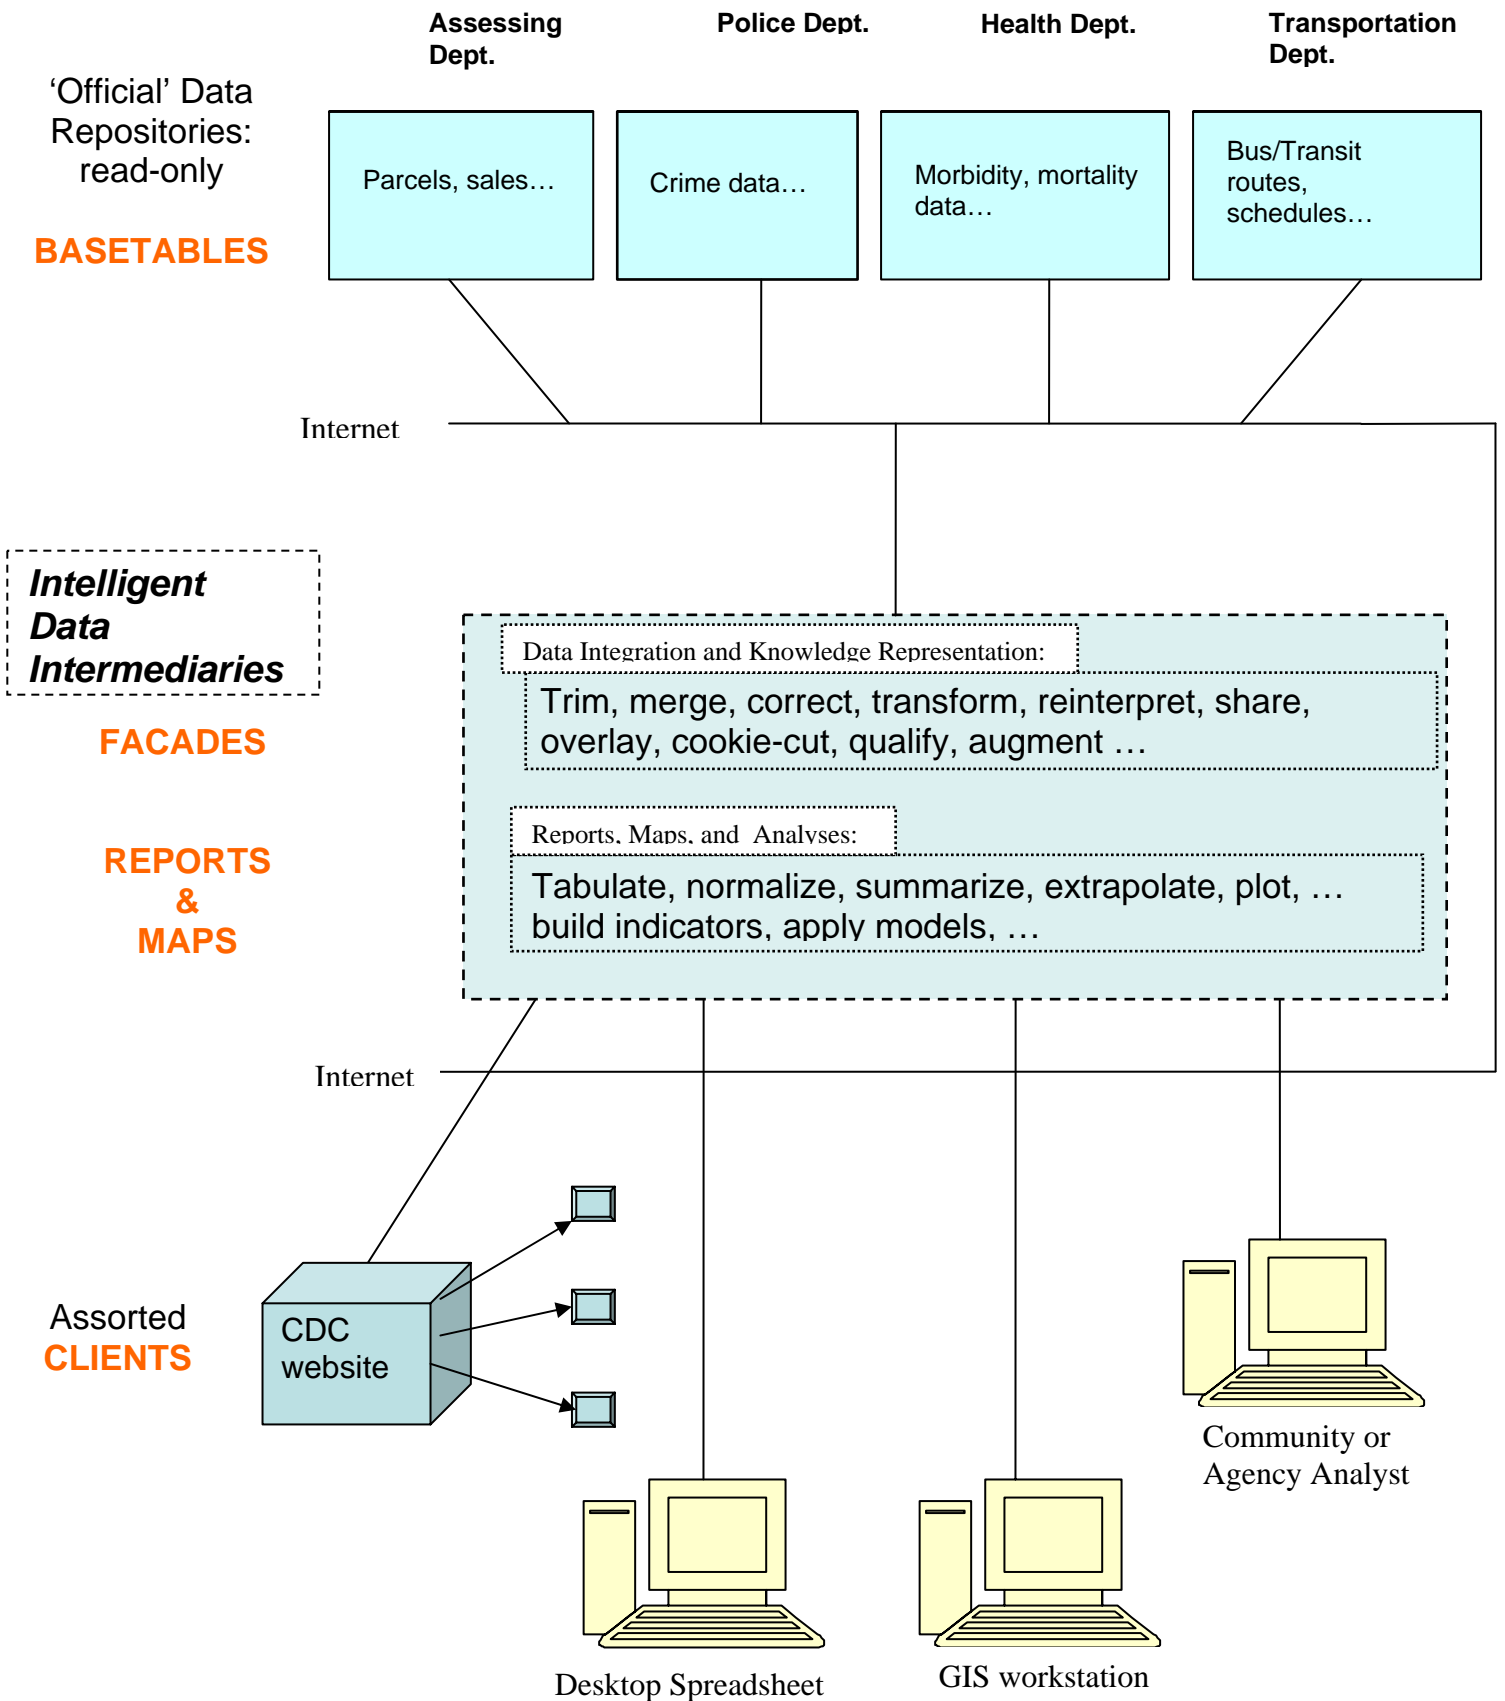 Assessing
Dept.
Police Dept.
Health Dept.
Transportation
Dept.
‘Official’ Data
Repositories:
read-only
BASETABLES
Parcels, sales…
Crime data…
Morbidity, mortality
data…
Bus/Transit
routes,
schedules…
Internet
Intelligent
Data
Intermediaries
FACADES
Data Integration and Knowledge Representation:
Trim, merge, correct, transform, reinterpret, share,
overlay, cookie-cut, qualify, augment …
REPORTS
&
MAPS
Reports, Maps, and Analyses:
Tabulate, normalize, summarize, extrapolate, plot, …
build indicators, apply models, …
Internet
Assorted
CLIENTS
CDC
website
Community or
Agency Analyst
Desktop Spreadsheet
GIS workstation